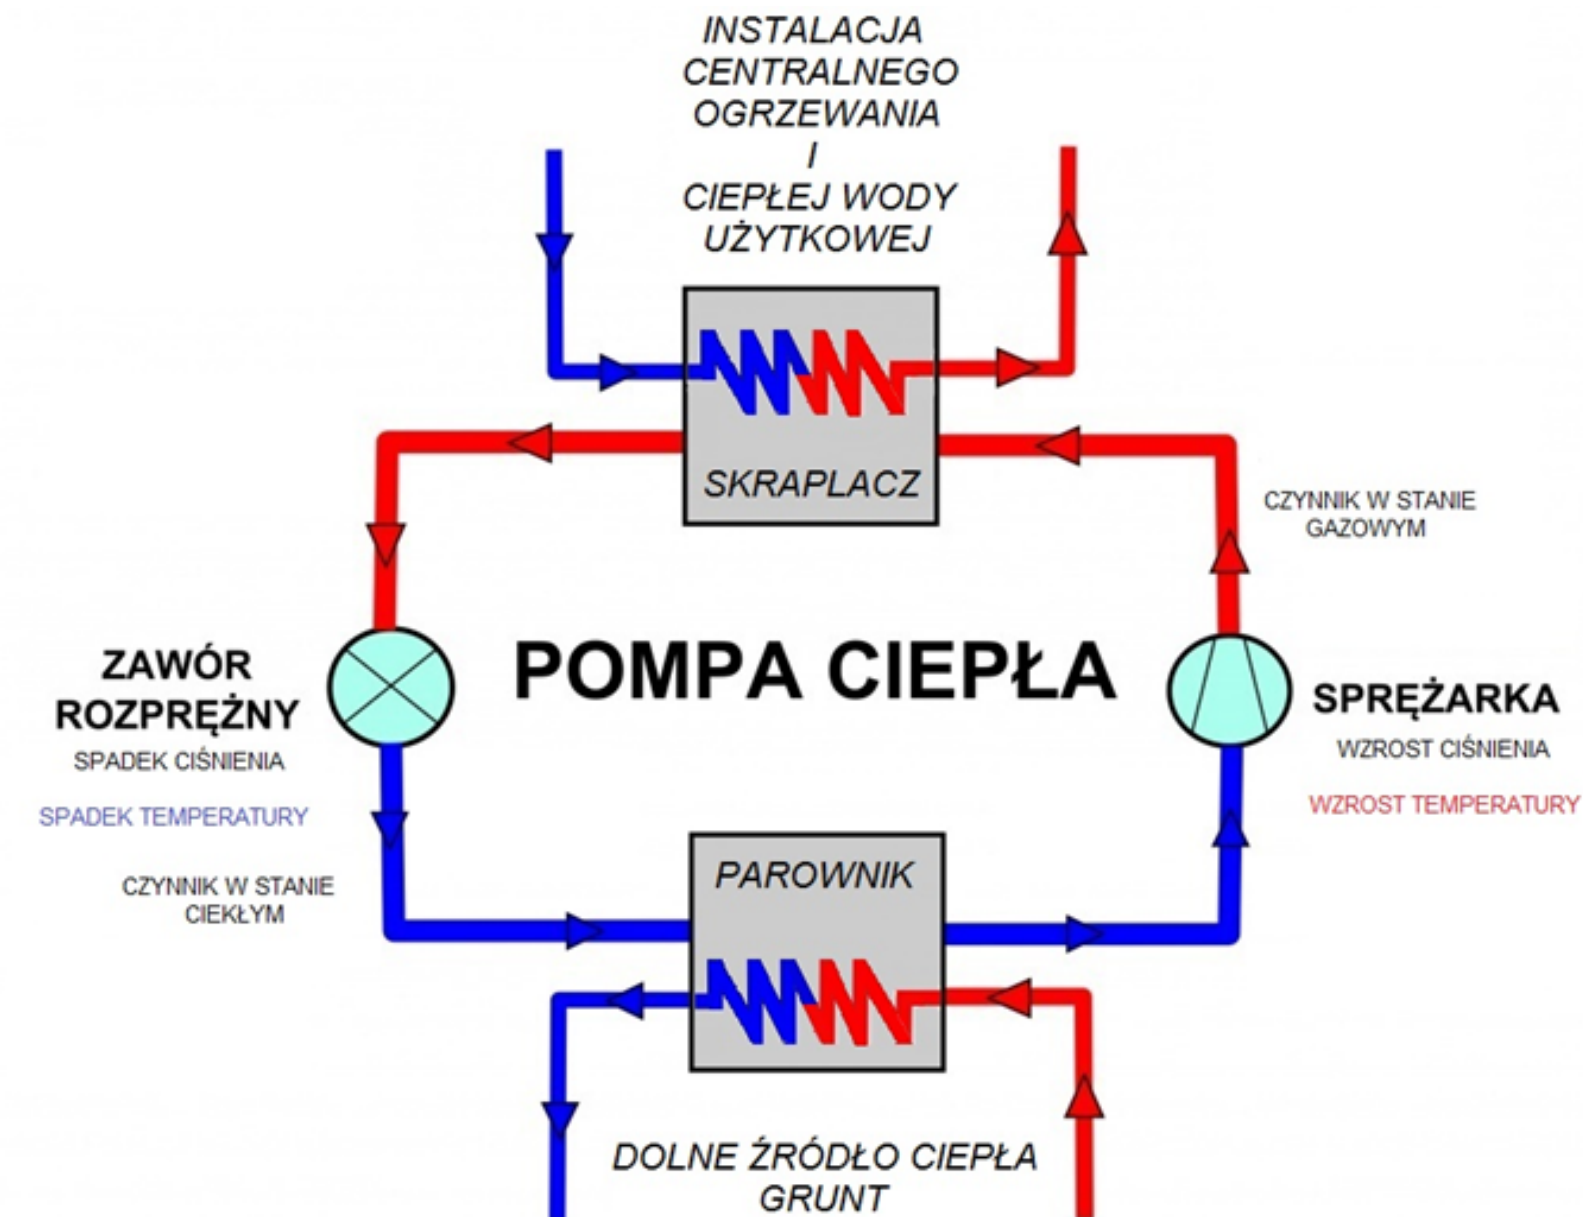 INSTALACJA
CENTRALNEGO
OGRZEWANIA
I
CIEPŁEJ WODY
UŻYTKOWEJ
SKRAPLACZ
CZYNNIK W STANIE
GAZOWYM
ZAWÓR
ROZPRĘŻNY
SPADEK CIŚNIENIA
SPADEK TEMPERATURY
CZYNNIK W STANIE
CIEKŁYM
POMPA CIEPŁA
SPRĘŻARKA
WZROST CIŚNIENIA
WZROST TEMPERATURY
PAROWNIK
DOLNE ŹRÓDŁO CIEPŁA
GRUNT